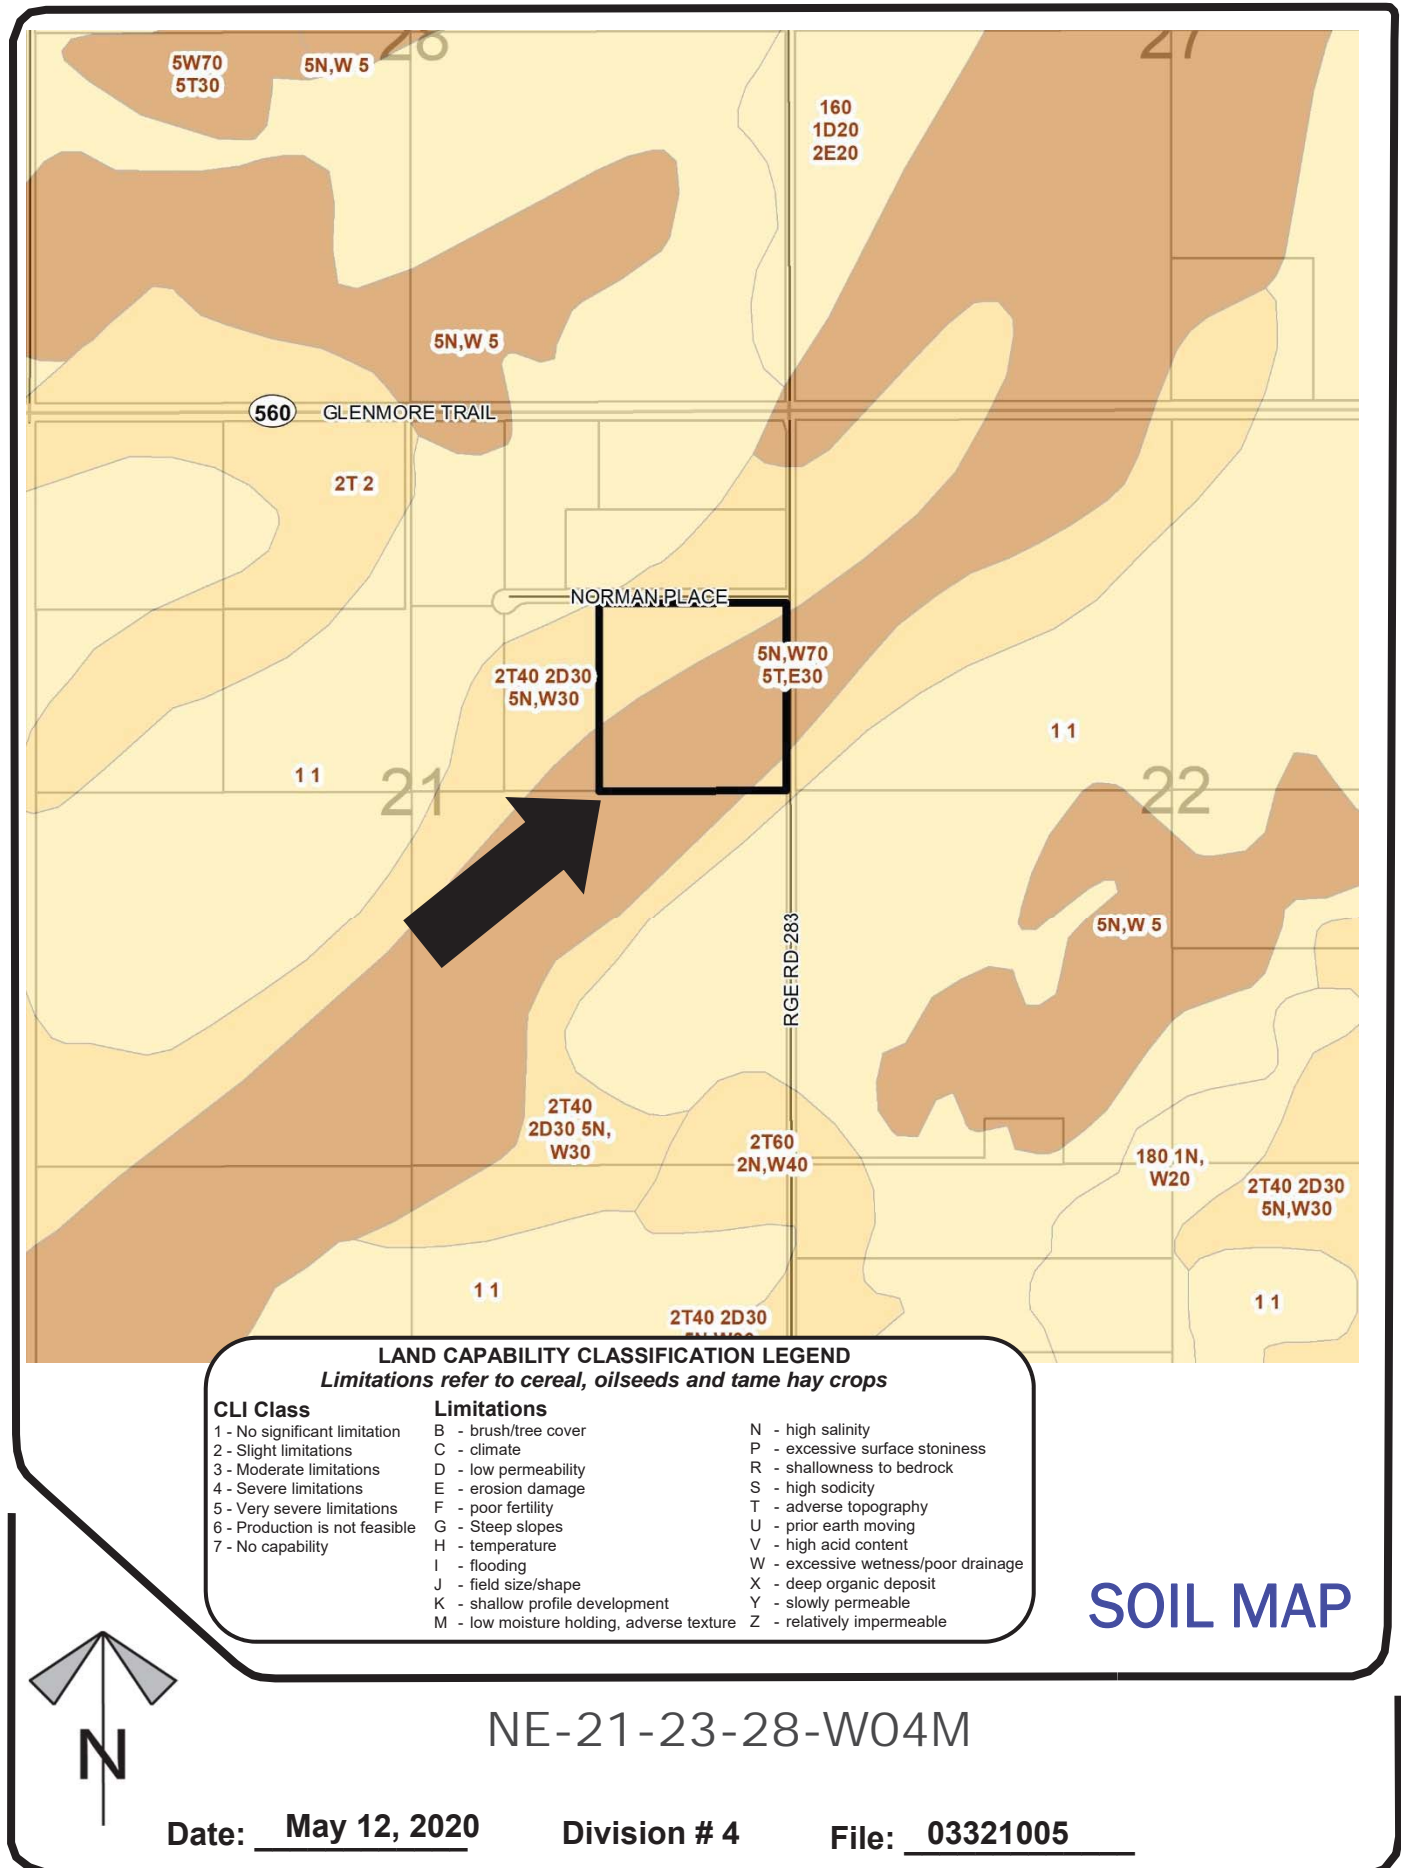 26
27
5W70
5T30
5N,W 5
160
1D20
2E20
5N,W 5
560
GLENMORE TRAIL
2T 2
NORMAN PLACE
5N,W70
5T,E30
2T40 2D30
5N,W30
1 1
1 1
21
22
5N,W 5
RGE RD 283
2T40
2D30 5N,
W30
2T60
2N,W40
180 1N,
W20
2T40 2D30
5N,W30
1 1
1 1
2T40 2D30
LAND CAPABILITY CLASSIFICATION LEGEND
Limitations refer to cereal, oilseeds and tame hay crops
CLI Class
1 - No significant limitation
2 - Slight limitations
3 - Moderate limitations
4 - Severe limitations
5 - Very severe limitations
6 - Production is not feasible
7 - No capability
Limitations
B - brush/tree cover
C - climate
D - low permeability
E - erosion damage
F - poor fertility
G - Steep slopes
H - temperature
I - flooding
J - field size/shape
K - shallow profile development
M - low moisture holding, adverse texture
N - high salinity
P - excessive surface stoniness
R - shallowness to bedrock
S - high sodicity
T - adverse topography
U - prior earth moving
V - high acid content
W - excessive wetness/poor drainage
X - deep organic deposit
Y - slowly permeable
Z - relatively impermeable
SOIL MAP
N
NE-21-23-28-W04M
Date: May 12, 2020 Division # 4 File: 03321005